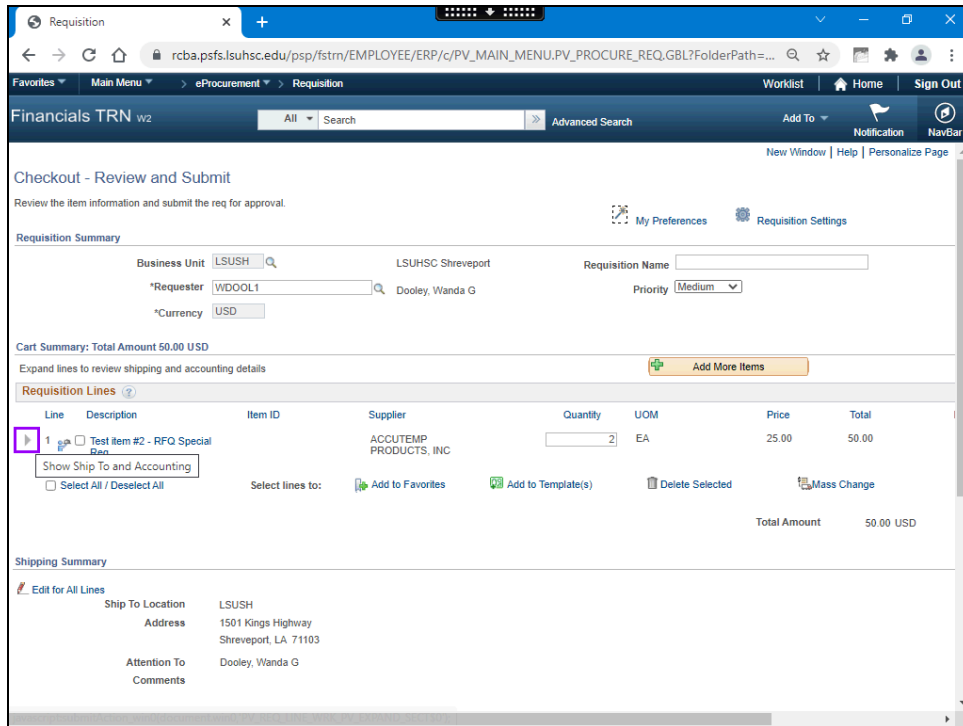 Requisition
rcba.psfs.lsuhsc.edu/psp/fstrn/EMPLOYEE/ERP/c/PV_MAIN_MENU.PV_PROCURE_REQ.GBL?FolderPath=...
Favorites Main Menu > eProcurement > Requisition Worklist Home Sign Out
Financials TRN W2 All Search Advanced Search Add To Notification NavBar
New Window | Help | Personalize Page
Checkout - Review and Submit
Review the item information and submit the req for approval.
My Preferences Requisition Settings
Requisition Summary
Business Unit LSUSH LSUHSC Shreveport Requisition Name
*Requester WDOOL1 Dooley, Wanda G Priority Medium
*Currency USD
Cart Summary: Total Amount 50.00 USD
Expand lines to review shipping and accounting details Add More Items
Requisition Lines ?
Line Description Item ID Supplier Quantity UOM Price Total
1 Test item #2 - RFQ Special Req ACCUTEMP PRODUCTS, INC 2 EA 25.00 50.00
Show Ship To and Accounting
Select All / Deselect All Select lines to: Add to Favorites Add to Template(s) Delete Selected Mass Change
Total Amount 50.00 USD
Shipping Summary
Edit for All Lines
Ship To Location LSUSH
Address 1501 Kings Highway
Shreveport, LA 71103
Attention To Dooley, Wanda G
Comments